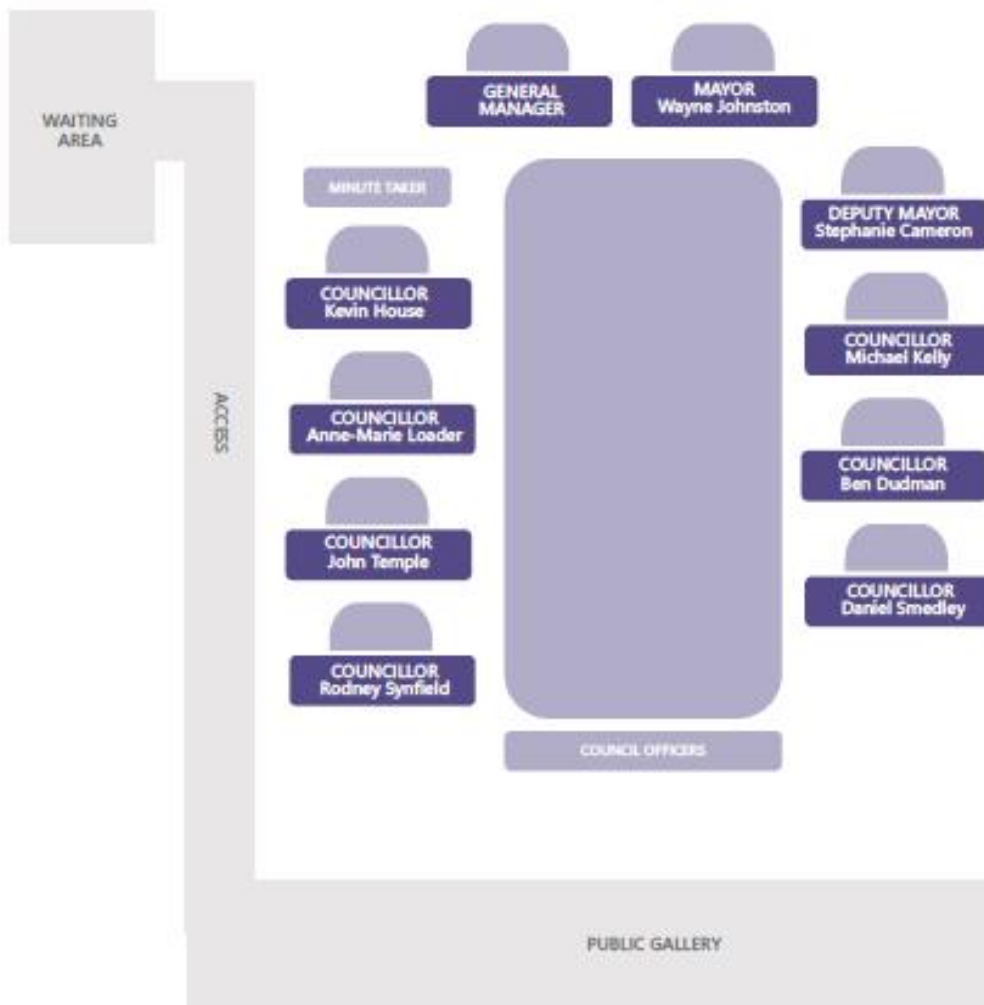 GENERAL
MANAGER
MAYOR
Wayne Johnston
WAITING
AREA
MINUTE TAKER
DEPUTY MAYOR
Stephanie Cameron
COUNCILLOR
Kevin House
COUNCILLOR
Michael Kelly
ACCESS
COUNCILLOR
Anne-Marie Loader
COUNCILLOR
Ben Dudman
COUNCILLOR
John Temple
COUNCILLOR
Daniel Smedley
COUNCILLOR
Rodney Synfield
COUNCIL OFFICERS
PUBLIC GALLERY